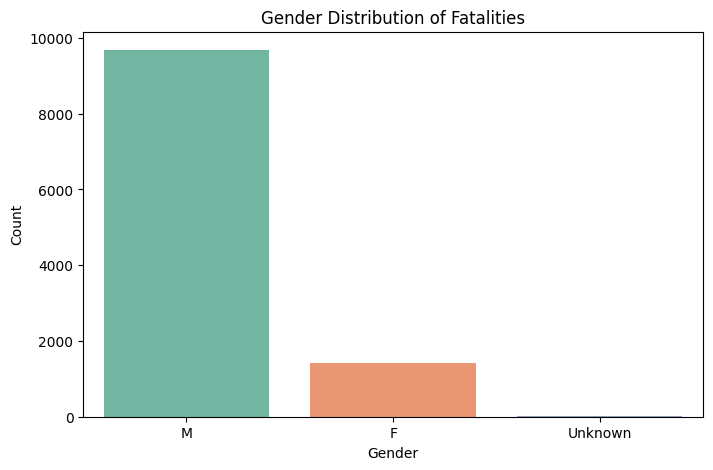 Gender Distribution of Fatalities
10000
8000
6000
4000
2000
0
Count
M F Unknown
Gender